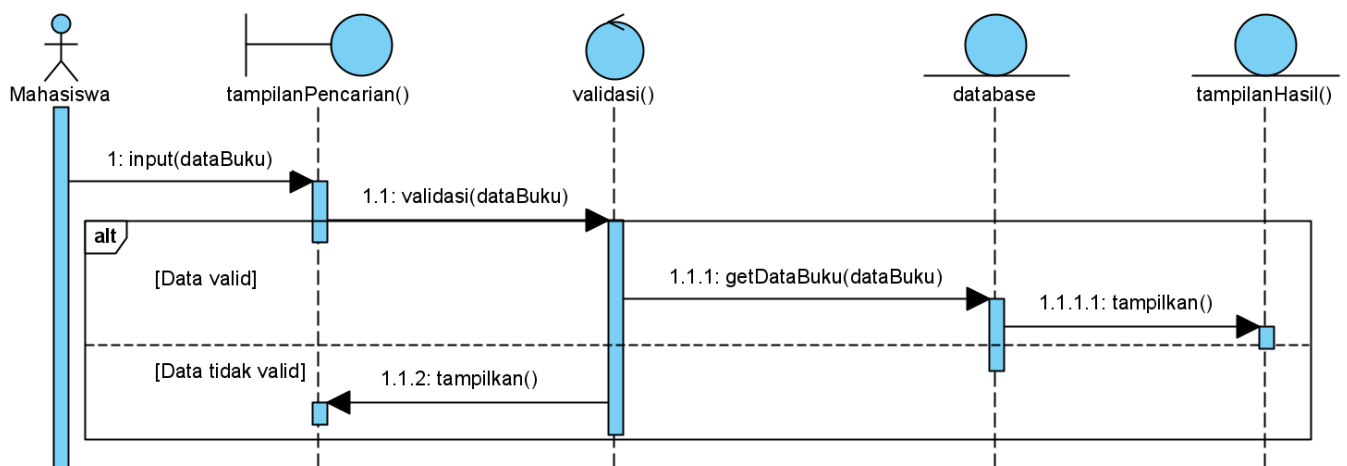 Mahasiswa
tampilanPencarian()
validasi()
database
tampilanHasil()
1: input(dataBuku)
1.1: validasi(dataBuku)
alt
[Data valid]
1.1.1: getDataBuku(dataBuku)
1.1.1.1: tampilkan()
[Data tidak valid]
1.1.2: tampilkan()